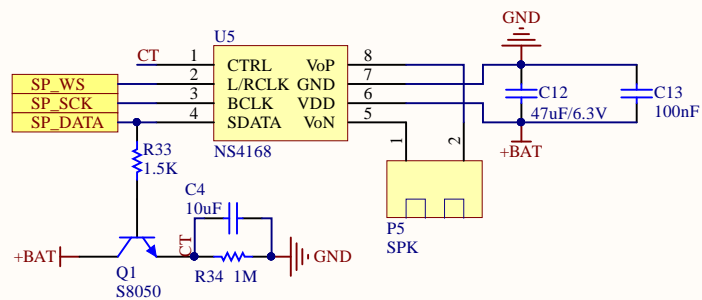 GND
U5
CT
1
CTRL
VoP
8
SP_WS
2
L/RCLK
GND
7
SP_SCK
3
BCLK
VDD
6
SP_DATA
4
SDATA
VoN
5
NS4168
C12
47uF/6.3V
C13
100nF
+BAT
R33
1.5K
1
2
P5
SPK
C4
10uF
CT
+BAT
GND
R34 1M
Q1
S8050